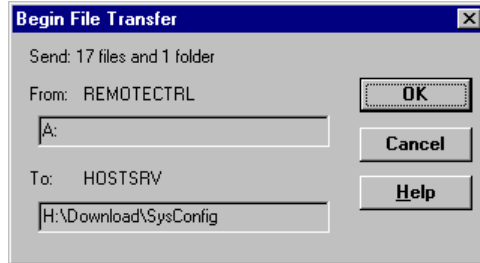 Begin File Transfer
Send: 17 files and 1 folder
From: REMOTECTRL
OK
A:
Cancel
To: HOSTSRV
Help
H:\Download\SysConfig